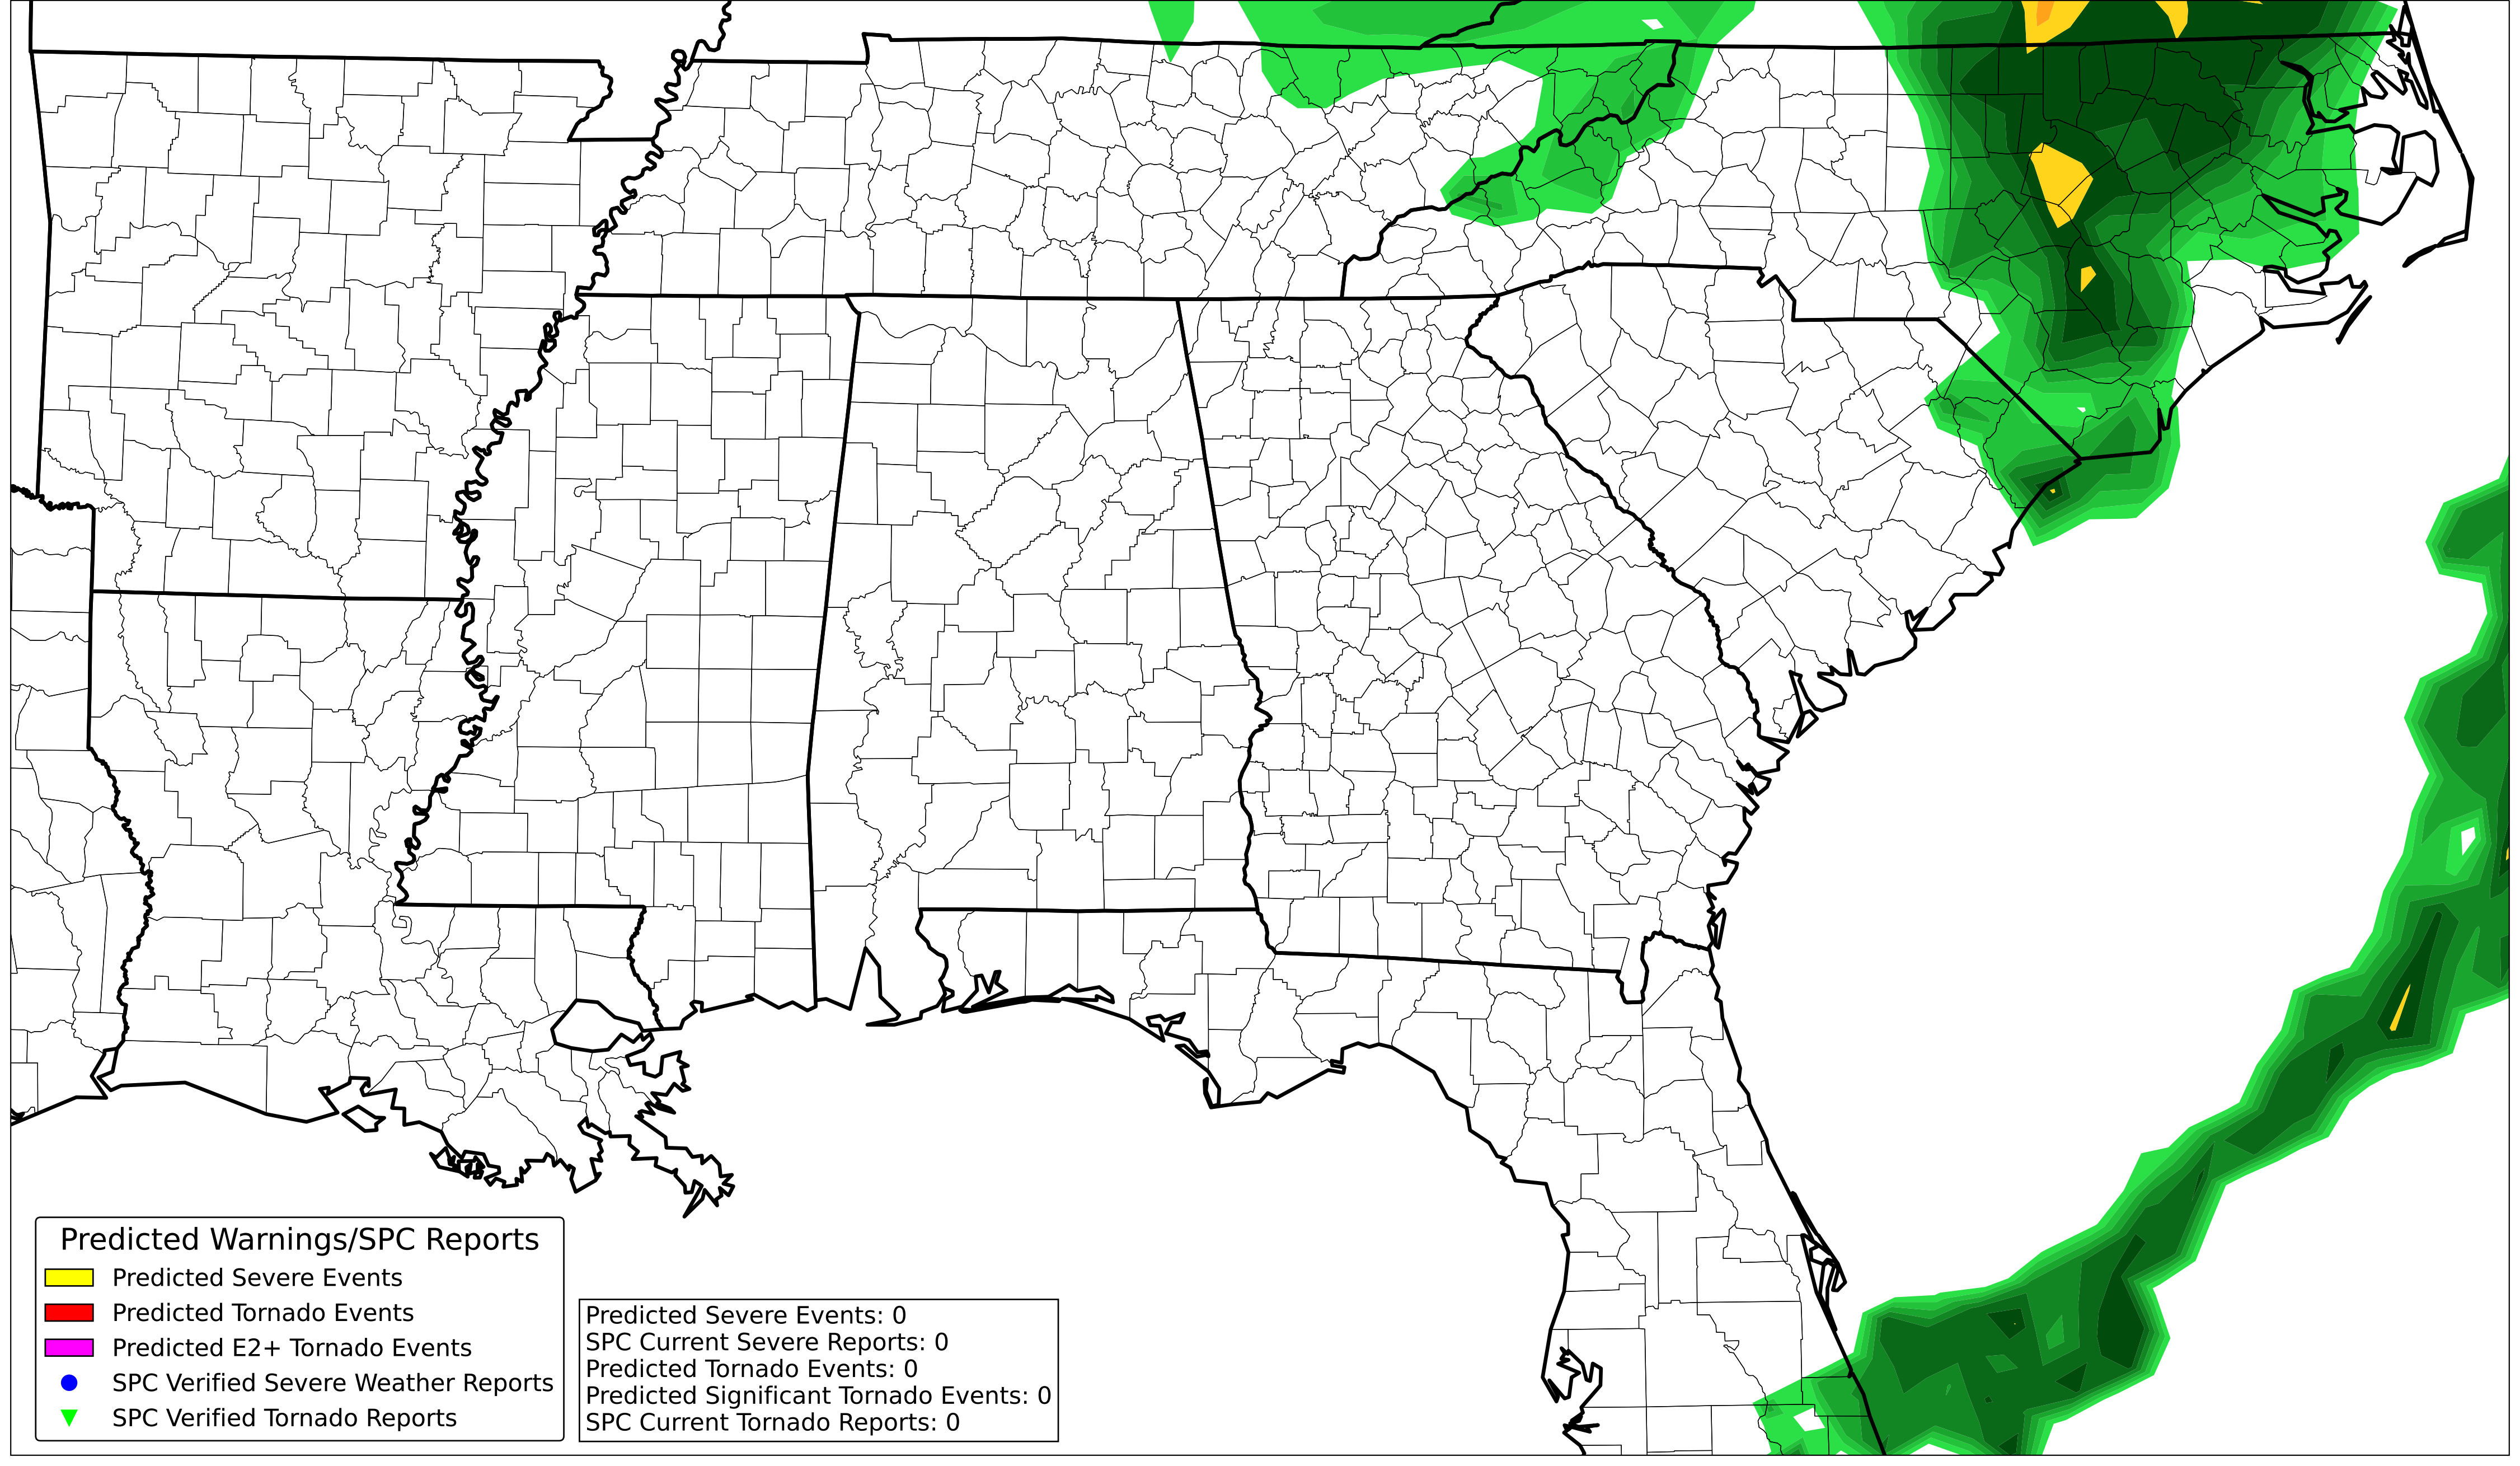 Predicted Warnings/SPC Reports
Predicted Severe Events
Predicted Tornado Events
Predicted E2+ Tornado Events
SPC Verified Severe Weather Reports
SPC Verified Tornado Reports
Predicted Severe Events: 0
SPC Current Severe Reports: 0
Predicted Tornado Events: 0
Predicted Significant Tornado Events: 0
SPC Current Tornado Reports: 0